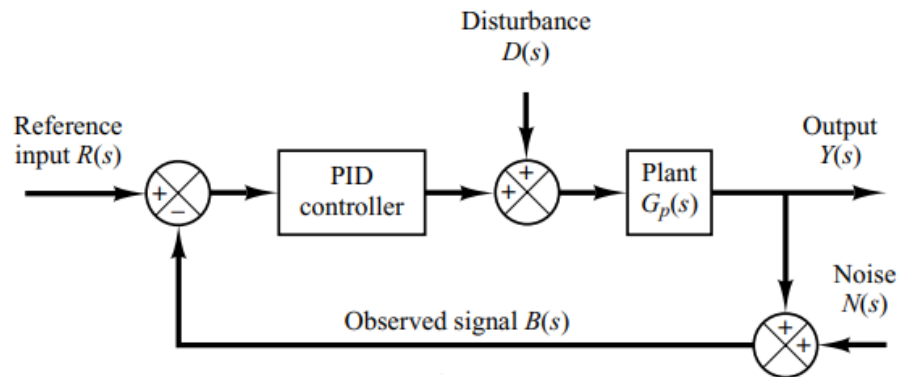 Disturbance
D(s)
Reference
input R(s)
Output
Y(s)
PID
controller
Plant
Gₚ(s)
+
−
+
+
Noise
N(s)
Observed signal B(s)
+
+